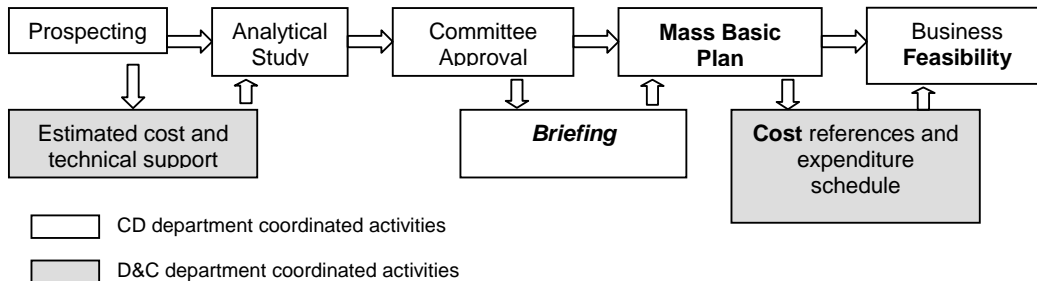 Prospecting
Analytical
Study
Committee
Approval
Mass Basic
Plan
Business
Feasibility
Estimated cost and
technical support
Briefing
Cost references and
expenditure
schedule
CD department coordinated activities
D&C department coordinated activities